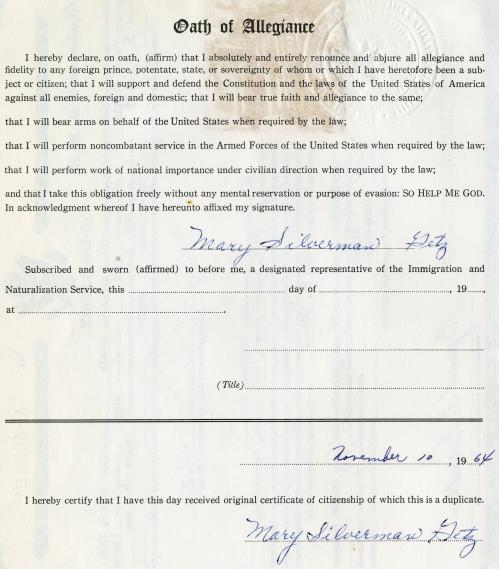 Oath of Allegiance
I hereby declare, on oath, (affirm) that I absolutely and entirely renounce and abjure all allegiance and
fidelity to any foreign prince, potentate, state, or sovereignty of whom or which I have heretofore been a sub-
ject or citizen; that I will support and defend the Constitution and the laws of the United States of America
against all enemies, foreign and domestic; that I will bear true faith and allegiance to the same;
that I will bear arms on behalf of the United States when required by the law;
that I will perform noncombatant service in the Armed Forces of the United States when required by the law;
that I will perform work of national importance under civilian direction when required by the law;
and that I take this obligation freely without any mental reservation or purpose of evasion: SO HELP ME GOD.
In acknowledgment whereof I have hereunto affixed my signature.
Mary Silverman Getz
Subscribed and sworn (affirmed) to before me, a designated representative of the Immigration and
Naturalization Service, this ........ day of ........, 19 ....,
at ........
(Title) ........
November 10, 1964
I hereby certify that I have this day received original certificate of citizenship of which this is a duplicate.
Mary Silverman Getz